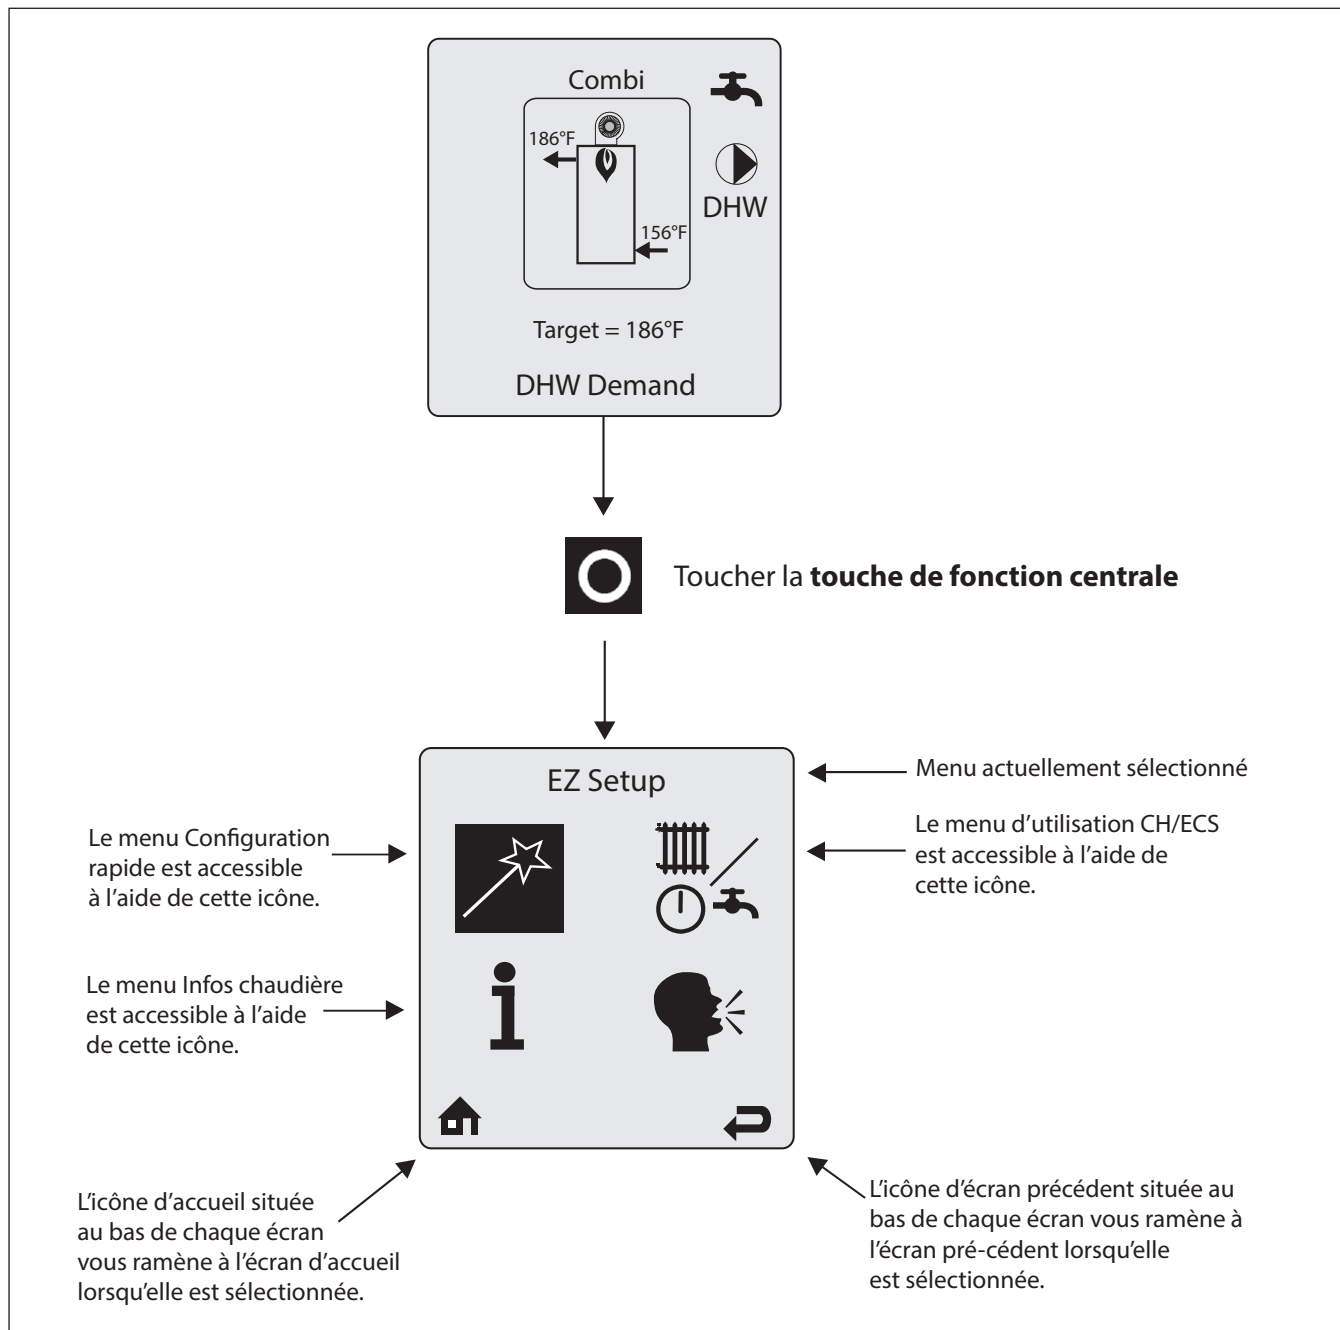 Combi
186°F
156°F
DHW
Target = 186°F
DHW Demand
Toucher la touche de fonction centrale
EZ Setup
Menu actuellement sélectionné
Le menu Configuration
rapide est accessible
à l'aide de cette icône.
Le menu d'utilisation CH/ECS
est accessible à l'aide de
cette icône.
Le menu Infos chaudière
est accessible à l'aide
de cette icône.
L'icône d'accueil située
au bas de chaque écran
vous ramène à l'écran d'accueil
lorsqu'elle est sélectionnée.
L'icône d'écran précédent située au
bas de chaque écran vous ramène à
l'écran pré-cédent lorsqu'elle
est sélectionnée.